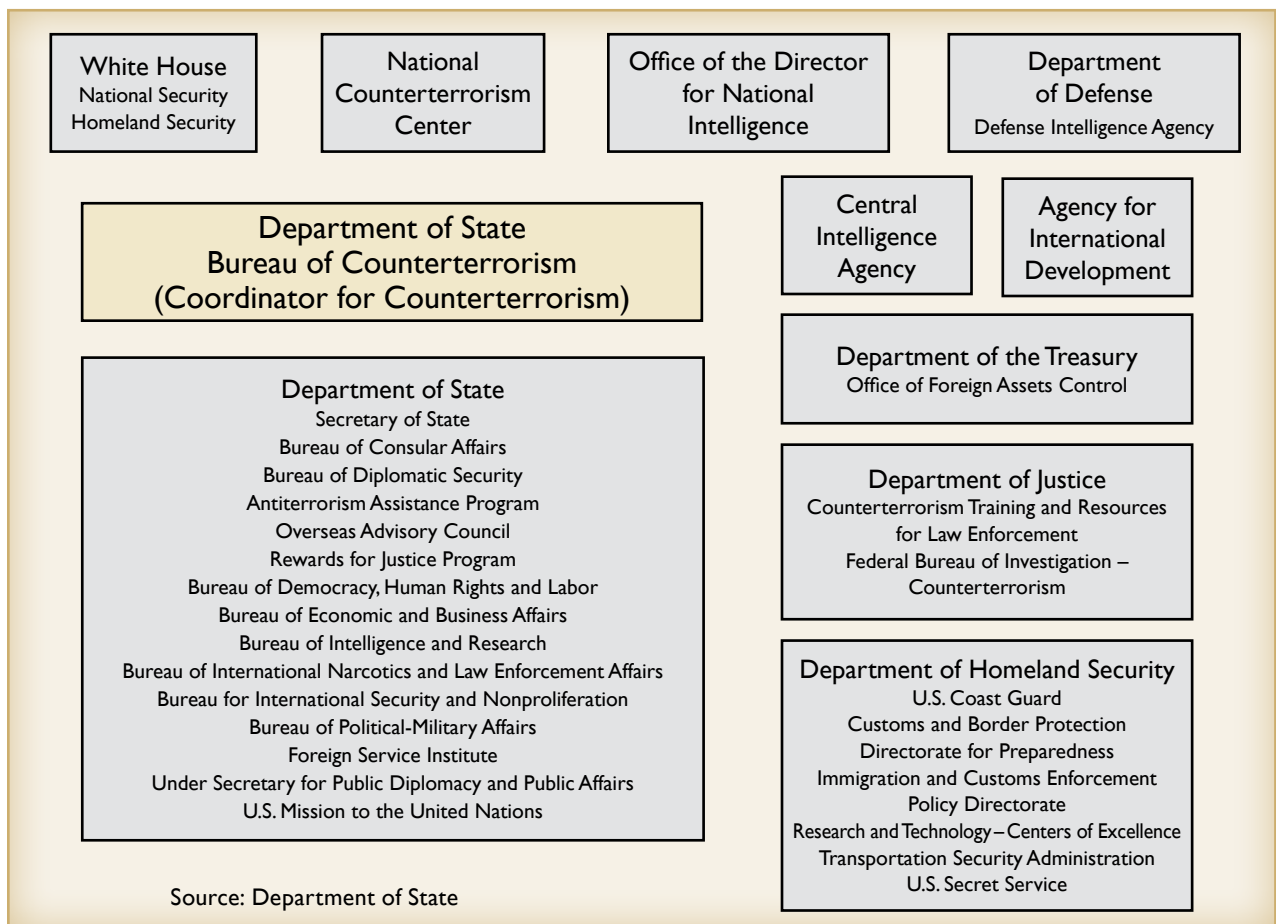 White House
National Security
Homeland Security
National
Counterterrorism
Center
Office of the Director
for National
Intelligence
Department
of Defense
Defense Intelligence Agency
Department of State
Bureau of Counterterrorism
(Coordinator for Counterterrorism)
Central
Intelligence
Agency
Agency for
International
Development
Department of the Treasury
Office of Foreign Assets Control
Department of State
Secretary of State
Bureau of Consular Affairs
Bureau of Diplomatic Security
Antiterrorism Assistance Program
Overseas Advisory Council
Rewards for Justice Program
Bureau of Democracy, Human Rights and Labor
Bureau of Economic and Business Affairs
Bureau of Intelligence and Research
Bureau of International Narcotics and Law Enforcement Affairs
Bureau for International Security and Nonproliferation
Bureau of Political-Military Affairs
Foreign Service Institute
Under Secretary for Public Diplomacy and Public Affairs
U.S. Mission to the United Nations
Department of Justice
Counterterrorism Training and Resources
for Law Enforcement
Federal Bureau of Investigation –
Counterterrorism
Department of Homeland Security
U.S. Coast Guard
Customs and Border Protection
Directorate for Preparedness
Immigration and Customs Enforcement
Policy Directorate
Research and Technology – Centers of Excellence
Transportation Security Administration
U.S. Secret Service
Source: Department of State